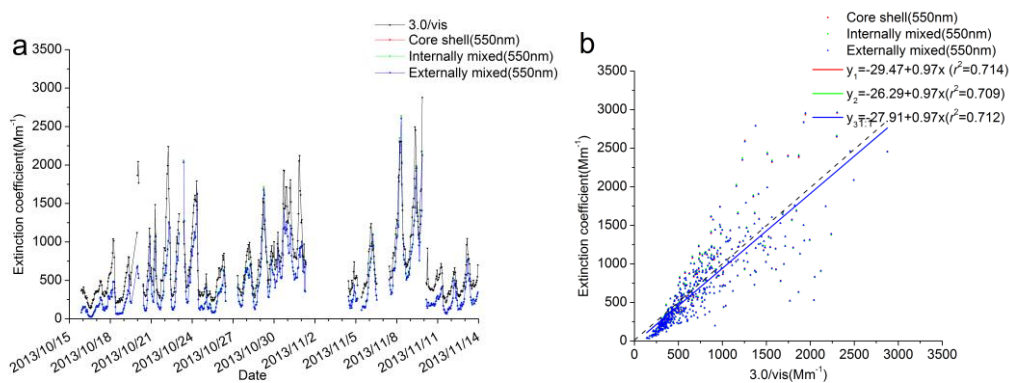 a
3.0/vis
Core shell(550nm)
Internally mixed(550nm)
Externally mixed(550nm)
Extinction coefficient(Mm⁻¹)
3500
3000
2500
2000
1500
1000
500
0
2013/10/15
2013/10/18
2013/10/21
2013/10/24
2013/10/27
2013/10/30
2013/11/2
2013/11/5
2013/11/8
2013/11/11
2013/11/14
Date
b
Core shell(550nm)
Internally mixed(550nm)
Externally mixed(550nm)
y₁=-29.47+0.97x (r²=0.714)
y₂=-26.29+0.97x(r²=0.709)
y₃=-27.91+0.97x(r²=0.712)
1:1
Extinction coefficient(Mm⁻¹)
3500
3000
2500
2000
1500
1000
500
0
0
500
1000
1500
2000
2500
3000
3500
3.0/vis(Mm⁻¹)